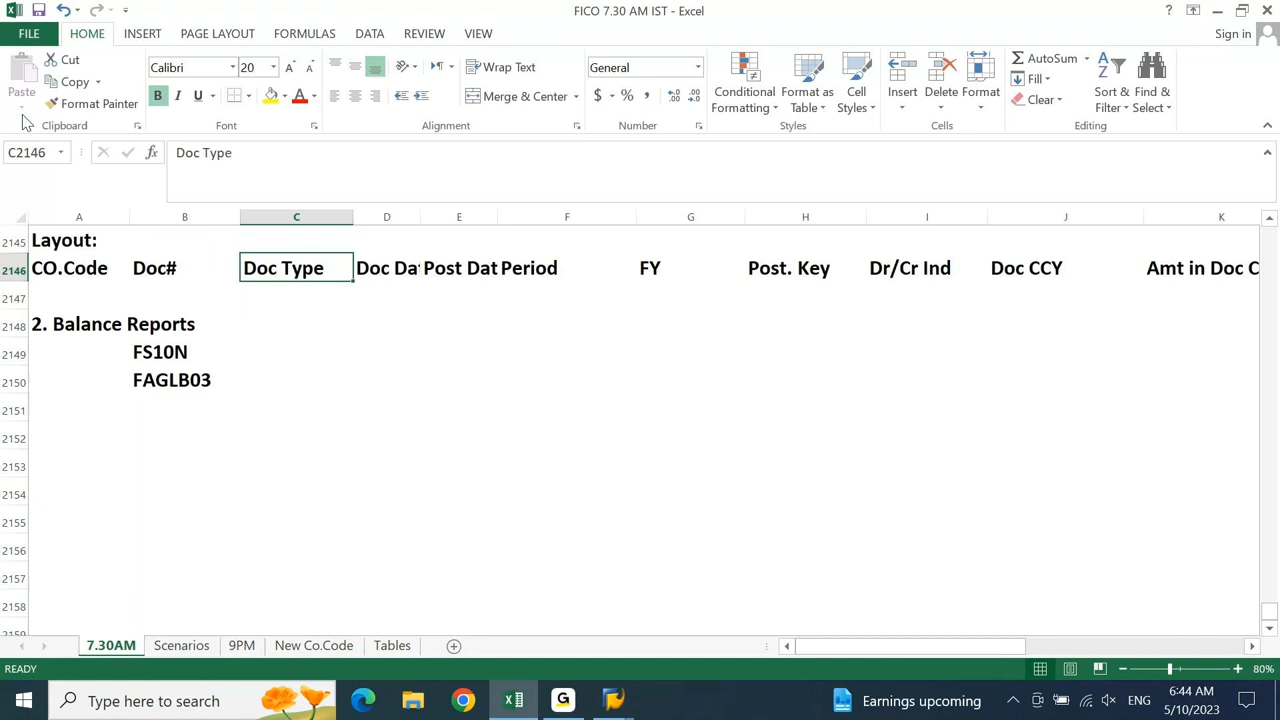 FICO 7.30 AM IST - Excel
FILE HOME INSERT PAGE LAYOUT FORMULAS DATA REVIEW VIEW Sign in
Paste
Cut
Copy
Format Painter
Calibri 20
B I U
Wrap Text
Merge & Center
General
$ % ,
Conditional Formatting
Format as Table
Cell Styles
Insert Delete Format
AutoSum
Fill
Clear
Sort & Filter
Find & Select
Clipboard Font Alignment Number Styles Cells Editing
C2146 fx Doc Type
A B C D E F G H I J K
2145 Layout:
2146 CO.Code Doc# Doc Type Doc Dat Post Dat Period FY Post. Key Dr/Cr Ind Doc CCY Amt in Doc C
2147
2148 2. Balance Reports
2149 FS10N
2150 FAGLB03
2151
2152
2153
2154
2155
2156
2157
2158
2159
7.30AM Scenarios 9PM New Co.Code Tables
READY 80%
Type here to search Earnings upcoming ENG 6:44 AM
5/10/2023